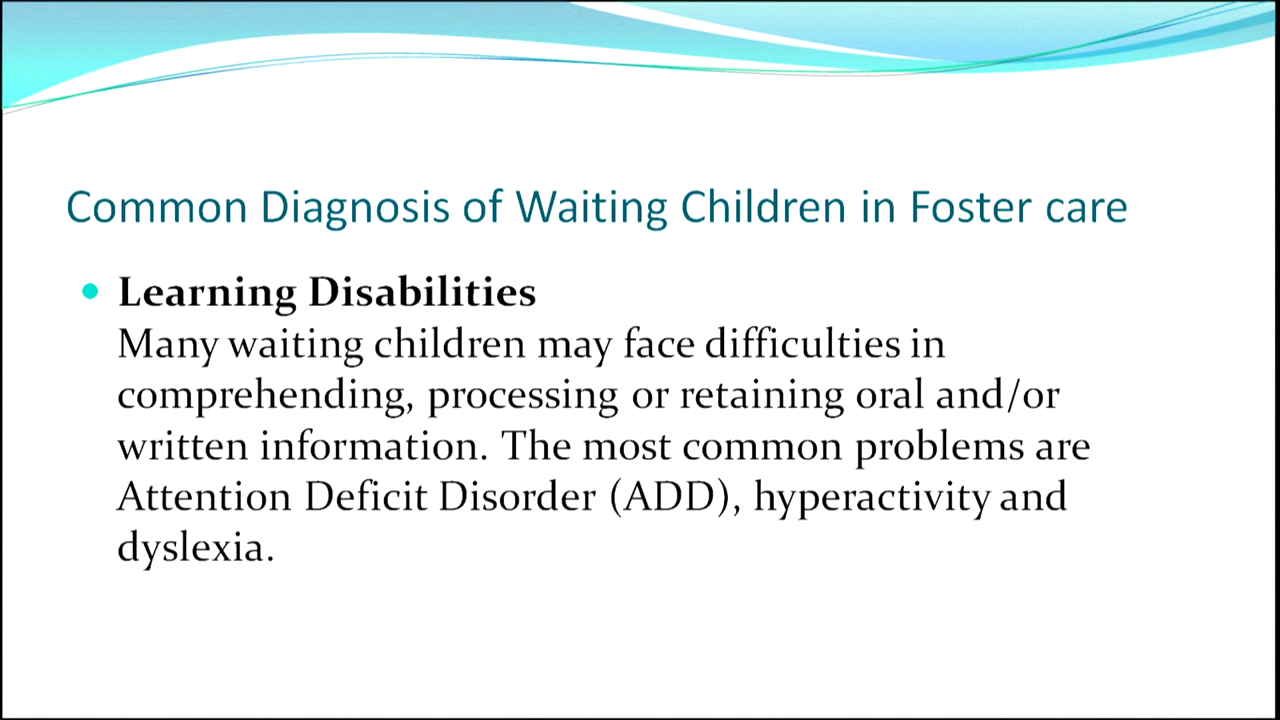 Common Diagnosis of Waiting Children in Foster care
Learning Disabilities
Many waiting children may face difficulties in
comprehending, processing or retaining oral and/or
written information. The most common problems are
Attention Deficit Disorder (ADD), hyperactivity and
dyslexia.